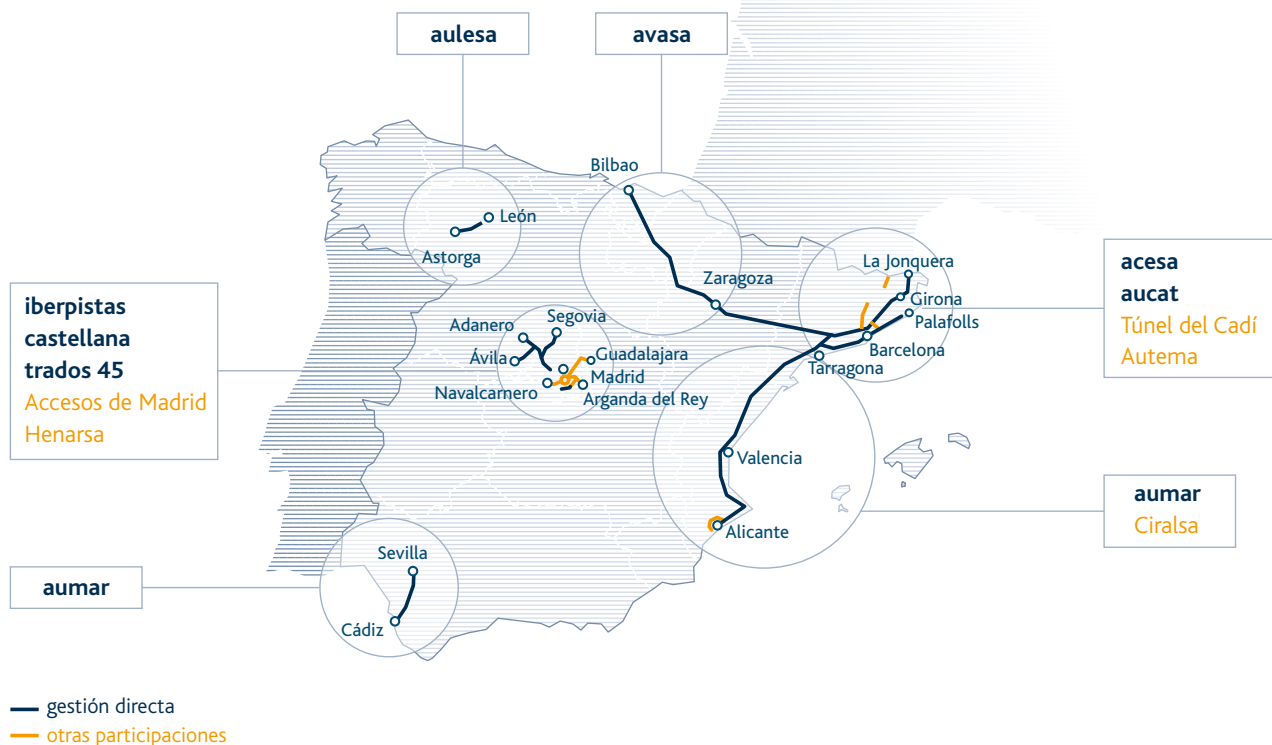 aulesa
avasa
Bilbao
León
Astorga
Zaragoza
La Jonquera
Girona
Palafolls
Barcelona
Tarragona
acesa
aucat
Túnel del Cadí
Autema
iberpistas
castellana
trados 45
Accesos de Madrid
Henarsa
Adanero
Segovia
Ávila
Guadalajara
Madrid
Navalcarnero
Arganda del Rey
Valencia
Alicante
aumar
Ciralsa
aumar
Sevilla
Cádiz
gestión directa
otras participaciones